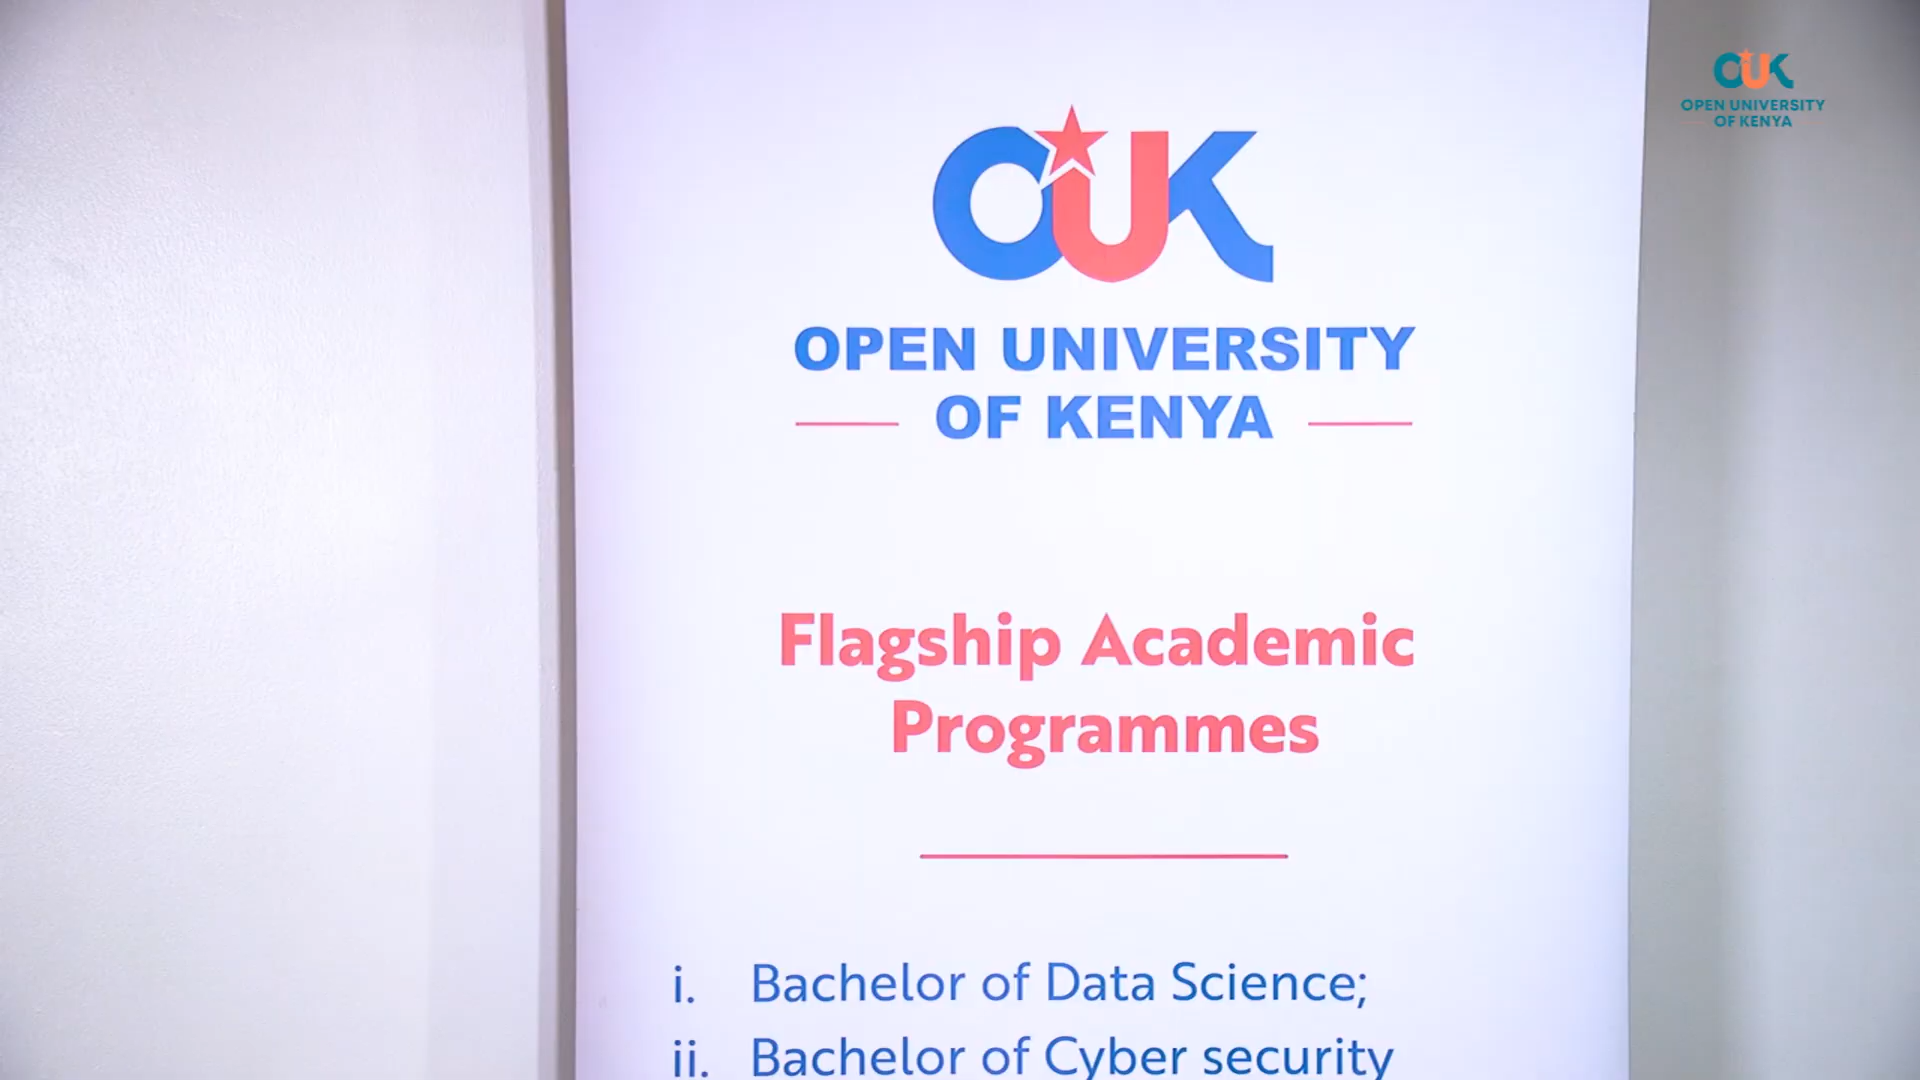 OUK
OPEN UNIVERSITY
OF KENYA
OUK
OPEN UNIVERSITY
OF KENYA
Flagship Academic
Programmes
i. Bachelor of Data Science;
ii. Bachelor of Cyber security